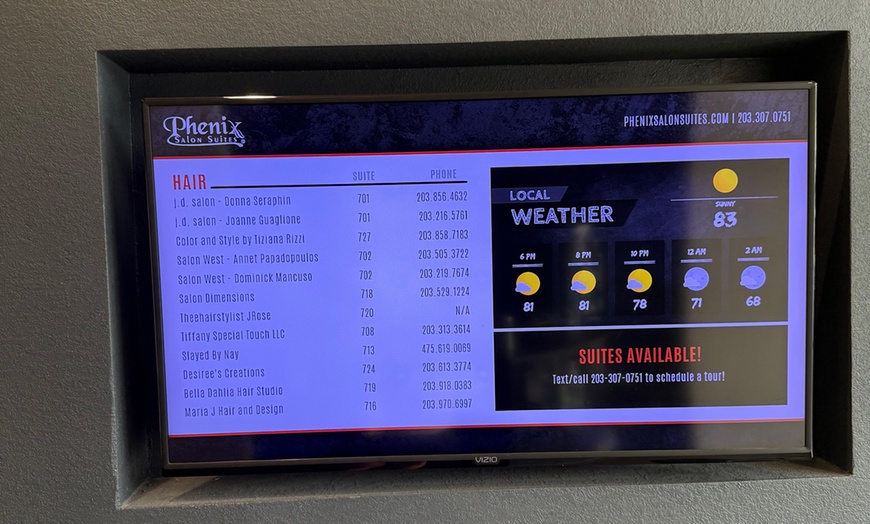 Phenix
SALON SUITES
PHENIXSALONSUITES.COM | 203.307.0751
HAIR SUITE PHONE
j.d. salon - Donna Seraphin 701 203.856.4632
j.d. salon - Joanne Guaglione 701 203.216.5761
Color and Style by Tiziana Rizzi 727 203.858.7183
Salon West - Annet Papadopoulos 702 203.505.3722
Salon West - Dominick Mancuso 702 203.219.7674
Salon Dimensions 718 203.529.1224
Theehairstylist JRose 720 N/A
Tiffany Special Touch LLC 708 203.313.3614
Slayed By Nay 713 475.619.0069
Desiree's Creations 724 203.613.3774
Bella Dahlia Hair Studio 719 203.918.0383
Maria J Hair and Design 716 203.970.6997
LOCAL
WEATHER
SUNNY
83
6 PM 8 PM 10 PM 12 AM 2 AM
81 81 78 71 68
SUITES AVAILABLE!
Text/call 203-307-0751 to schedule a tour!
VIZIO